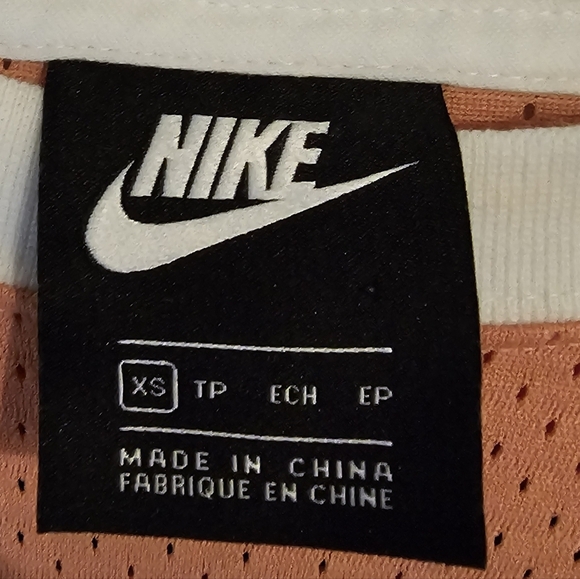 NIKE
XS TP ECH EP
MADE IN CHINA
FABRIQUE EN CHINE